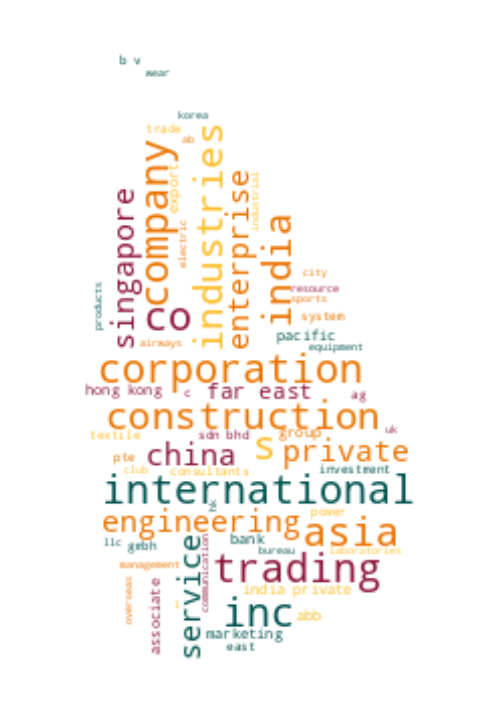 b v
wear
korea
trade
ab
industries
company
export
enterprise
industrial
singapore
india
electric
city
products
resource
sports
co
system
pacific
airways
equipment
corporation
hong kong
c
far east
ag
construction
uk
textile
sdn bhd
s
group
private
china
pte
club
consultants
investment
international
hk
engineering
power
asia
llc
gmbh
bank
bureau
laboratories
service
communication
management
trading
overseas
associate
india private
l
inc
abb
marketing
east